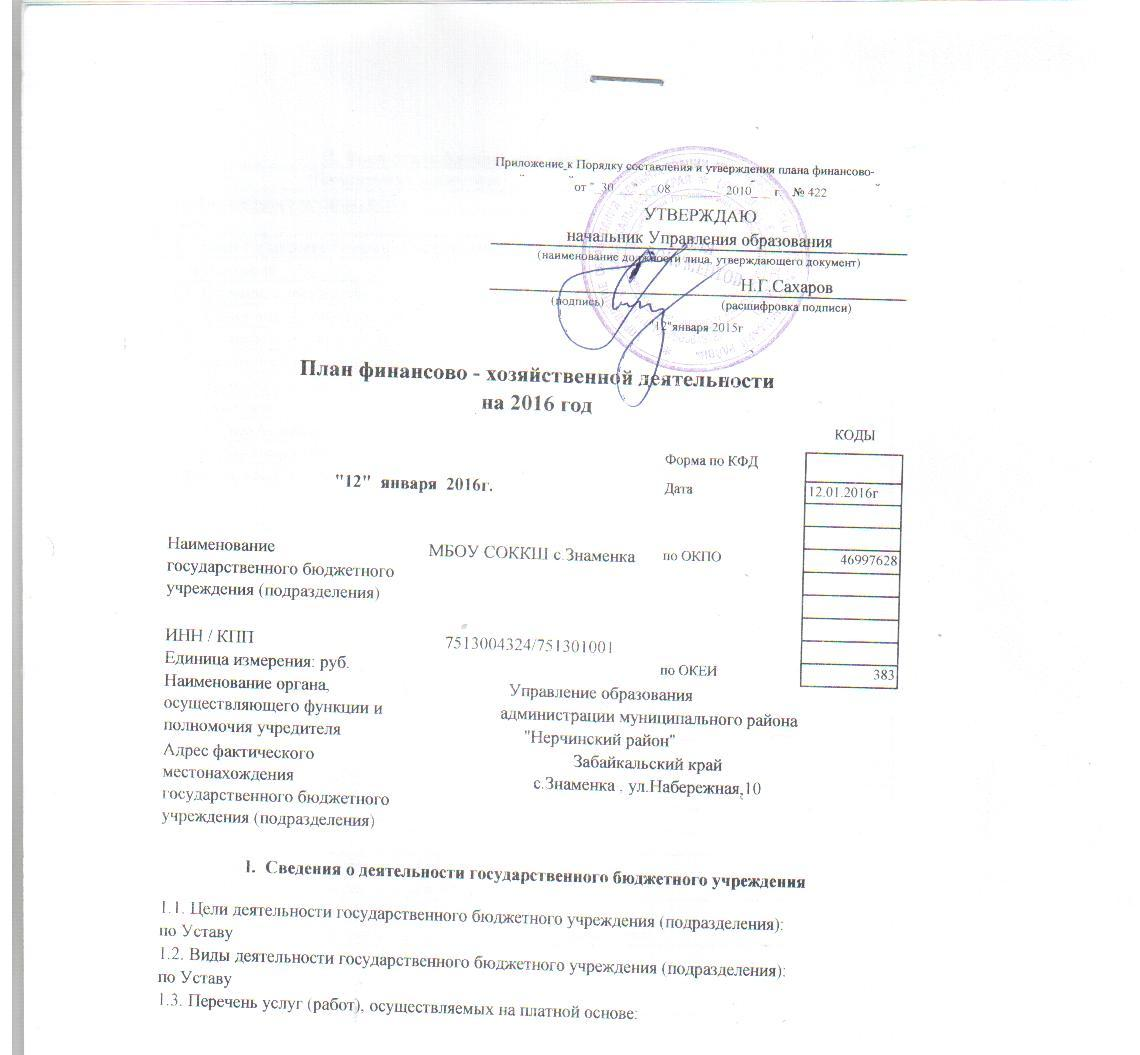 Приложение к Порядку составления и утверждения плана финансово-
от "_30___"___08______2010___ г. № 422
УТВЕРЖДАЮ
начальник Управления образования
(наименование должности лица, утверждающего документ)
Н.Г.Сахаров
(подпись) (расшифровка подписи)
"12"января 2015г
План финансово - хозяйственной деятельности
на 2016 год
КОДЫ
Форма по КФД
"12" января 2016г. Дата 12.01.2016г
Наименование МБОУ СОККШ с.Знаменка по ОКПО 46997628
государственного бюджетного
учреждения (подразделения)
ИНН / КПП 7513004324/751301001
Единица измерения: руб. по ОКЕИ 383
Наименование органа, Управление образования
осуществляющего функции и администрации муниципального района
полномочия учредителя "Нерчинский район"
Адрес фактического Забайкальский край
местонахождения с.Знаменка . ул.Набережная,10
государственного бюджетного
учреждения (подразделения)
I. Сведения о деятельности государственного бюджетного учреждения
1.1. Цели деятельности государственного бюджетного учреждения (подразделения):
по Уставу
1.2. Виды деятельности государственного бюджетного учреждения (подразделения):
по Уставу
1.3. Перечень услуг (работ), осуществляемых на платной основе: